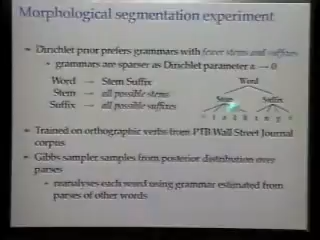 Morphological segmentation experiment
Dirichlet prior prefers grammars with fewer stems and suffixes
grammars are sparser as Dirichlet parameter α → 0
Word → Stem Suffix
Stem → all possible stems
Suffix → all possible suffixes
Word
Stem Suffix
t a l k i n g
Trained on orthographic verbs from PTB Wall Street Journal
corpus
Gibbs sampler samples from posterior distribution over
parses
reanalyses each word using grammar estimated from
parses of other words